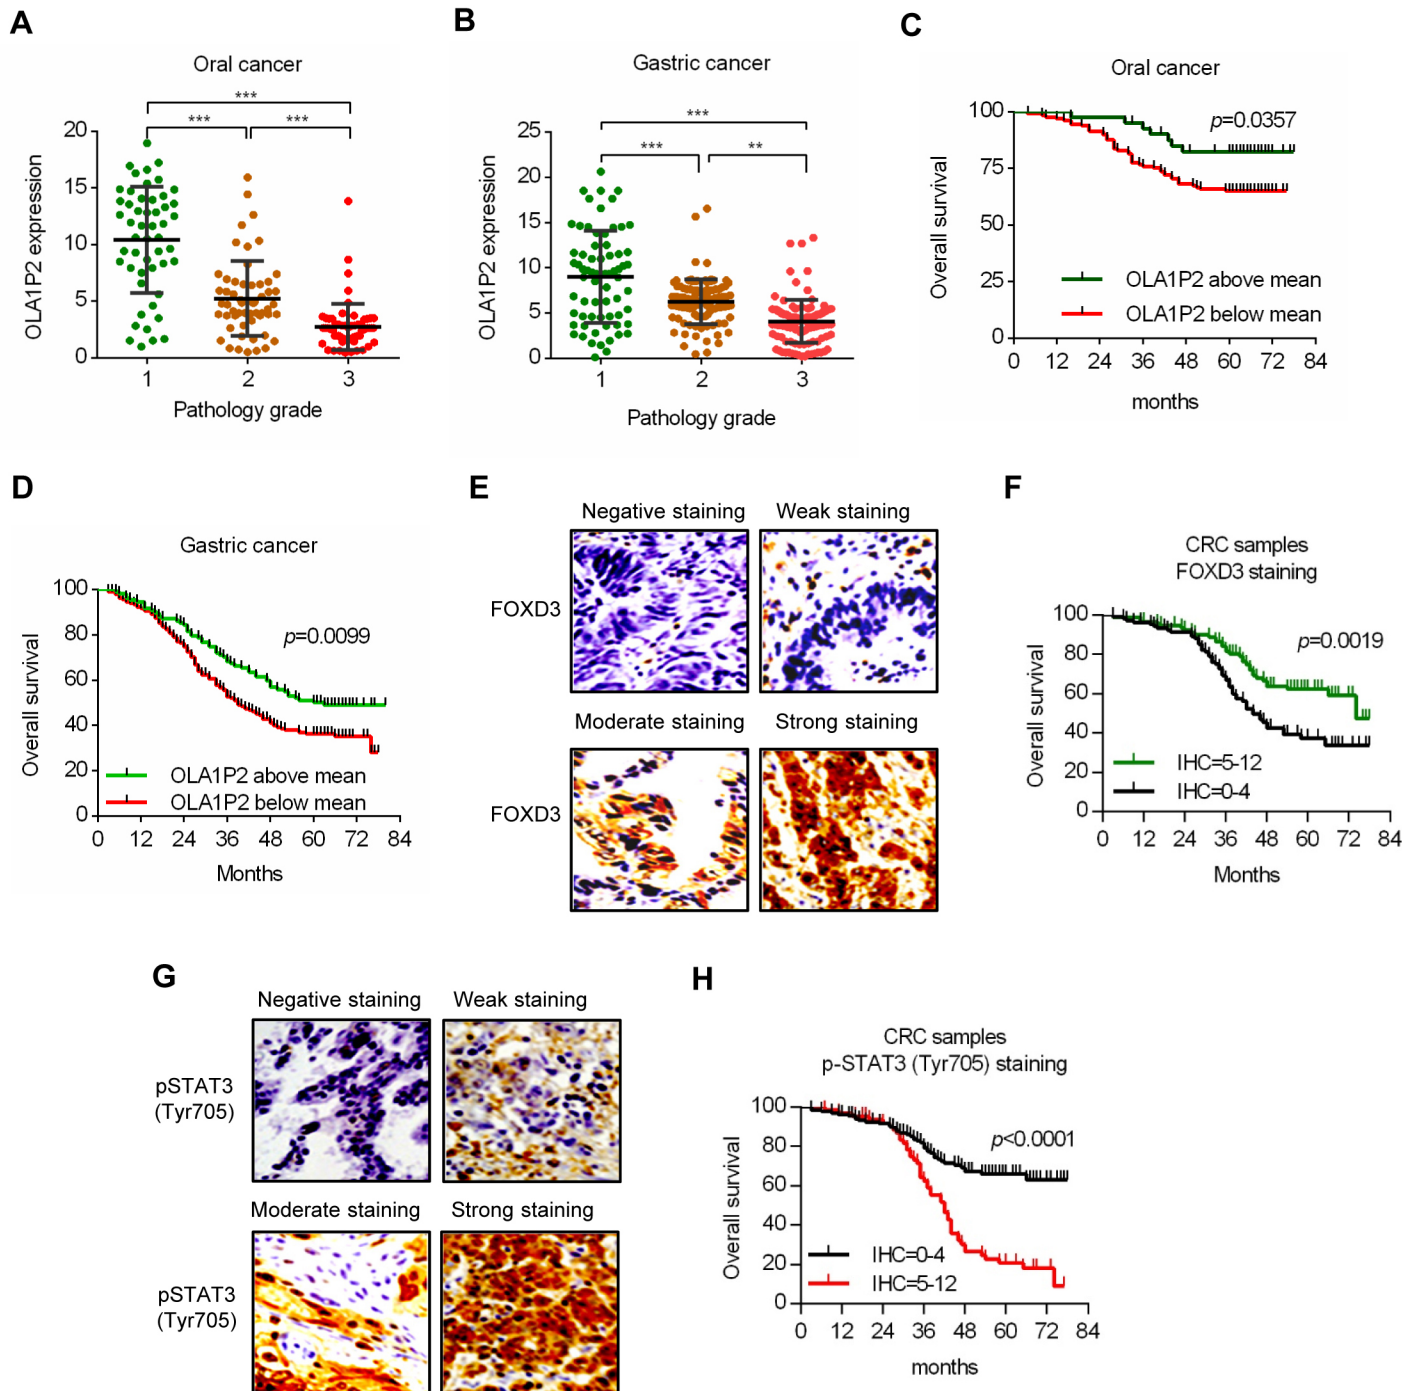 A
Oral cancer
***
***
***
20
15
10
5
0
OLA1P2 expression
1
2
3
Pathology grade
B
Gastric cancer
***
***
**
25
20
15
10
5
0
OLA1P2 expression
1
2
3
Pathology grade
C
Oral cancer
p=0.0357
100
75
50
25
0
Overall survival
OLA1P2 above mean
OLA1P2 below mean
0 12 24 36 48 60 72 84
months
D
Gastric cancer
p=0.0099
100
80
60
40
20
0
Overall survival
OLA1P2 above mean
OLA1P2 below mean
0 12 24 36 48 60 72 84
Months
E
Negative staining
Weak staining
FOXD3
Moderate staining
Strong staining
FOXD3
F
CRC samples
FOXD3 staining
p=0.0019
100
80
60
40
20
0
Overall survival
IHC=5-12
IHC=0-4
0 12 24 36 48 60 72 84
Months
G
Negative staining
Weak staining
pSTAT3
(Tyr705)
Moderate staining
Strong staining
pSTAT3
(Tyr705)
H
CRC samples
p-STAT3 (Tyr705) staining
p<0.0001
100
80
60
40
20
0
Overall survival
IHC=0-4
IHC=5-12
0 12 24 36 48 60 72 84
months